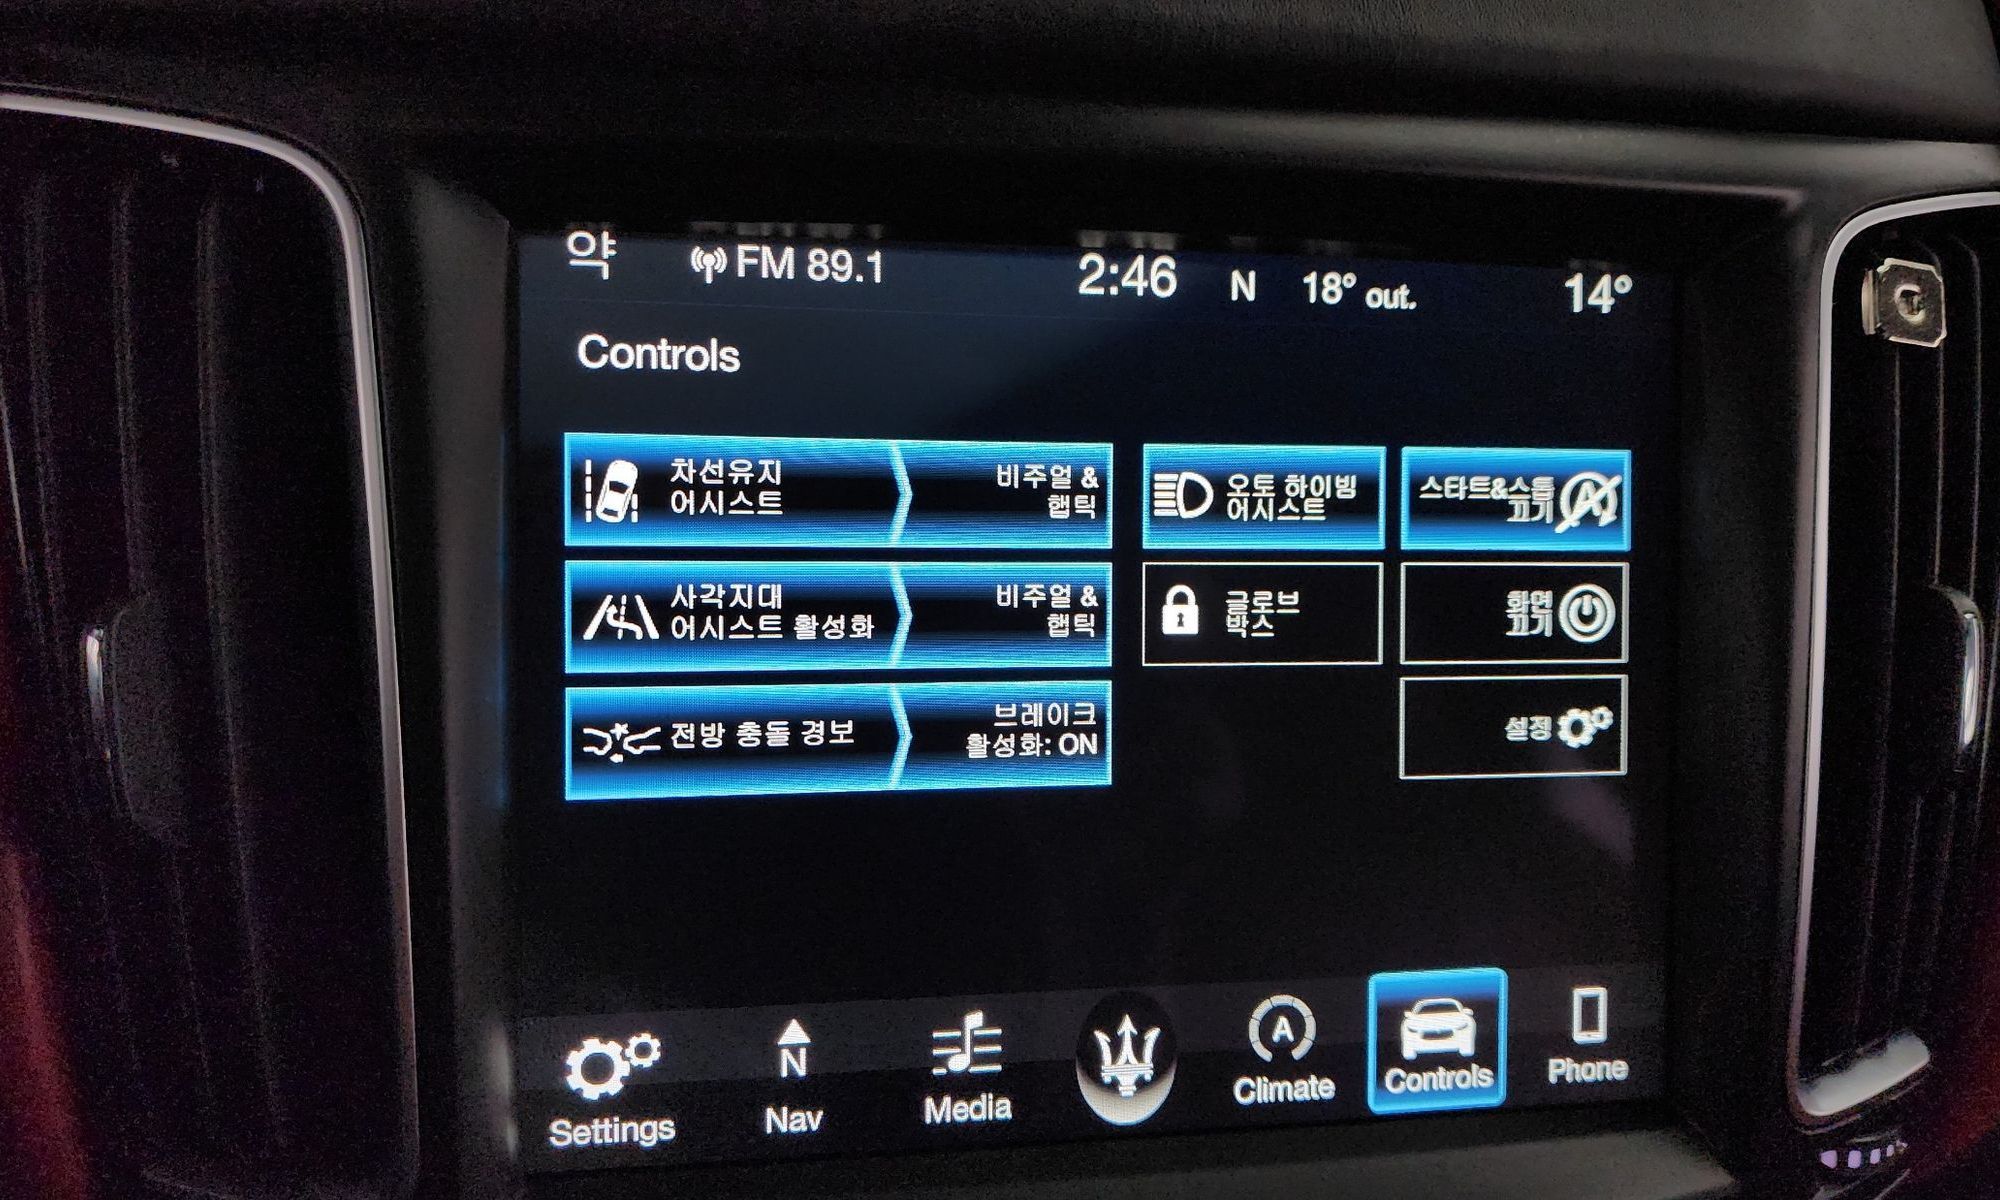 약 FM 89.1 2:46 N 18° out. 14°
Controls
차선유지
어시스트
비주얼 &
햅틱
오토 하이빔
어시스트
스타트&스톱
끄기
사각지대
어시스트 활성화
비주얼 &
햅틱
글로브
박스
화면
끄기
전방 충돌 경보
브레이크
활성화: ON
설정
Settings
N
Nav
Media
A
Climate
Controls
Phone